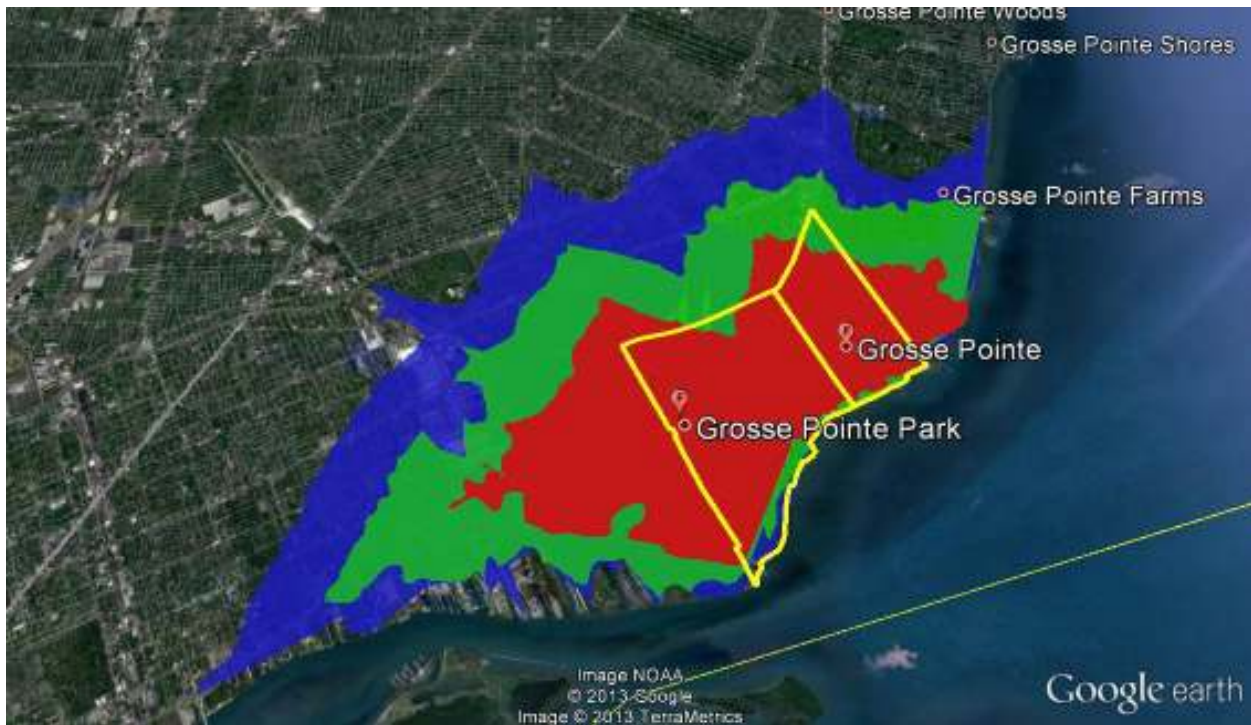 Grosse Pointe Woods
Grosse Pointe Shores
Grosse Pointe Farms
Grosse Pointe
Grosse Pointe Park
Image NOAA
© 2013 Google
Image © 2013 TerraMetrics
Google earth